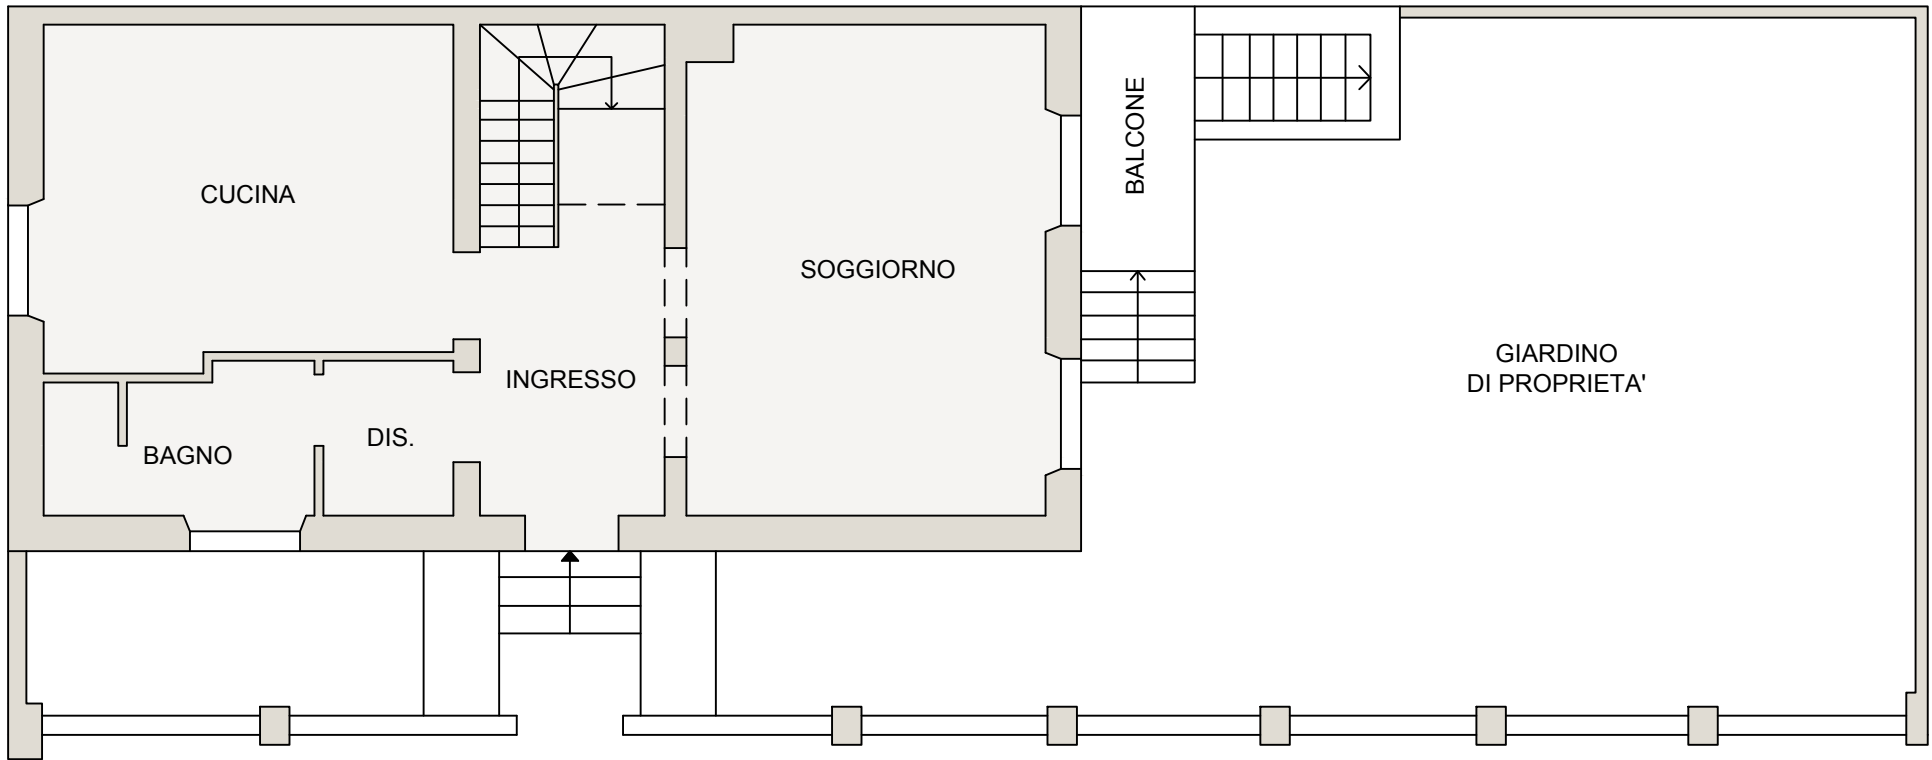 CUCINA
BALCONE
SOGGIORNO
INGRESSO
GIARDINO
DI PROPRIETA'
DIS.
BAGNO